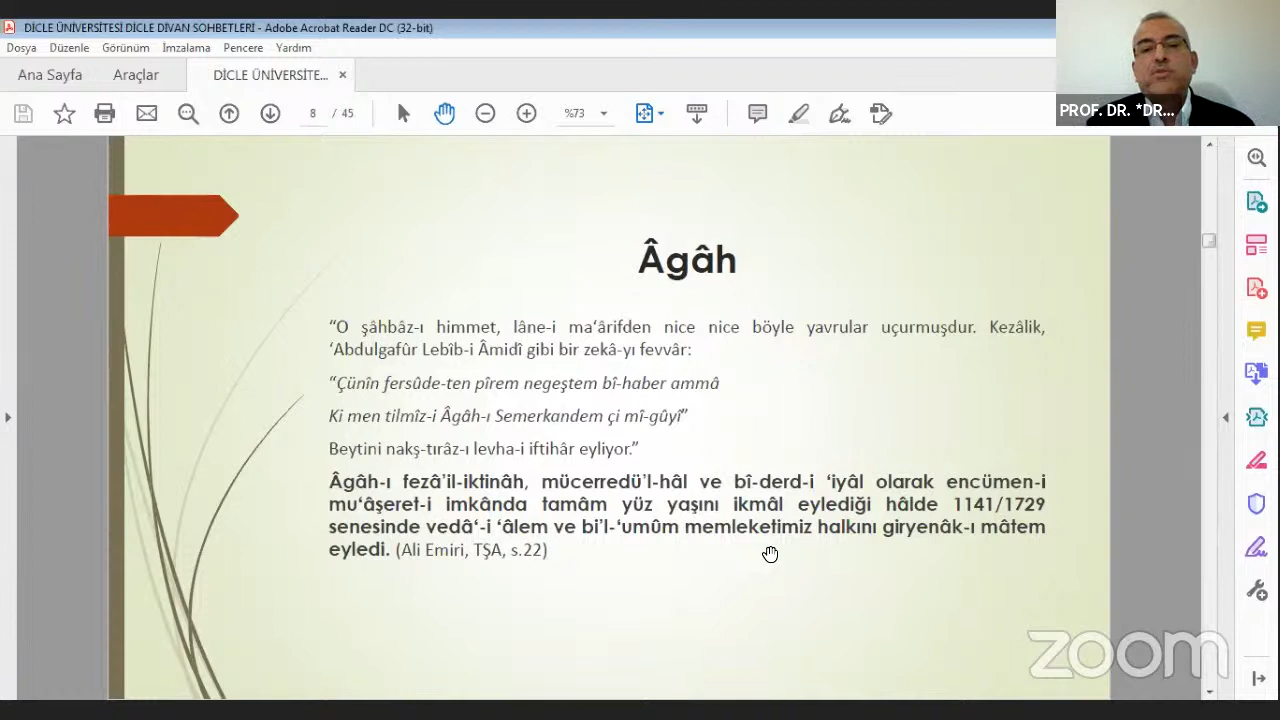 DİCLE ÜNİVERSİTESİ DİCLE DİVAN SOHBETLERİ - Adobe Acrobat Reader DC (32-bit)
Dosya Düzenle Görünüm İmzalama Pencere Yardım
Ana Sayfa Araçlar DİCLE ÜNİVERSİTE... ×
8 / 45 %73
PROF. DR. *DR...
Âgâh
“O şâhbâz-ı himmet, lâne-i ma‘ârifden nice nice böyle yavrular uçurmuşdur. Kezâlik,
‘Abdulgafûr Lebîb-i Âmidî gibi bir zekâ-yı fevvâr:
“Çünîn fersûde-ten pîrem negeştem bî-haber ammâ
Ki men tilmîz-i Âgâh-ı Semerkandem çi mî-gûyî”
Beytini nakş-tırâz-ı levha-i iftihâr eyliyor.”
Âgâh-ı fezâ’il-iktinâh, mücerredü’l-hâl ve bî-derd-i ‘iyâl olarak encümen-i
mu‘âşeret-i imkânda tamâm yüz yaşını ikmâl eylediği hâlde 1141/1729
senesinde vedâ‘-i ‘âlem ve bi’l-‘umûm memleketimiz halkını giryenâk-ı mâtem
eyledi. (Ali Emiri, TŞA, s.22)
zoom